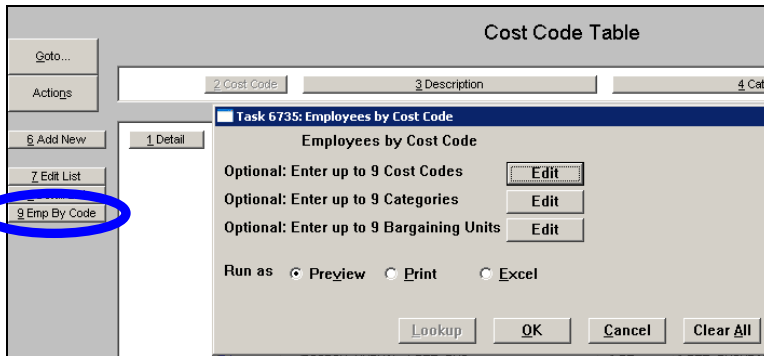 Cost Code Table
Goto...
Actions
2 Cost Code
3 Description
4 Cat
6 Add New
1 Detail
7 Edit List
9 Emp By Code
Task 6735: Employees by Cost Code
Employees by Cost Code
Optional: Enter up to 9 Cost Codes Edit
Optional: Enter up to 9 Categories Edit
Optional: Enter up to 9 Bargaining Units Edit
Run as Preview Print Excel
Lookup OK Cancel Clear All